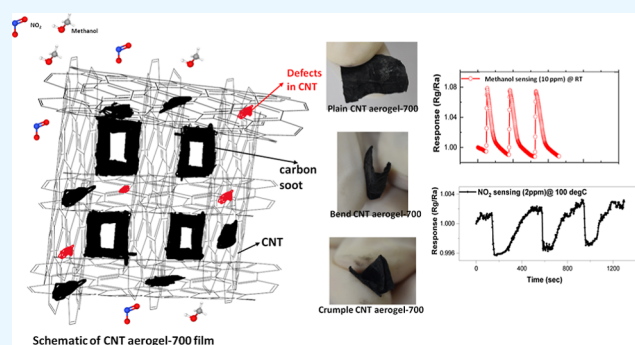 NO₂
Methanol
Defects
in CNT
carbon
soot
CNT
Schematic of CNT aerogel-700 film
Plain CNT aerogel-700
Bend CNT aerogel-700
Crumple CNT aerogel-700
Response (Rg/Ra)
1.08
1.04
1.00
Methanol sensing (10 ppm) @ RT
Response (Rg/Ra)
1.004
1.000
0.996
NO₂ sensing (2ppm)@ 100 degC
0
400
800
1200
Time (sec)